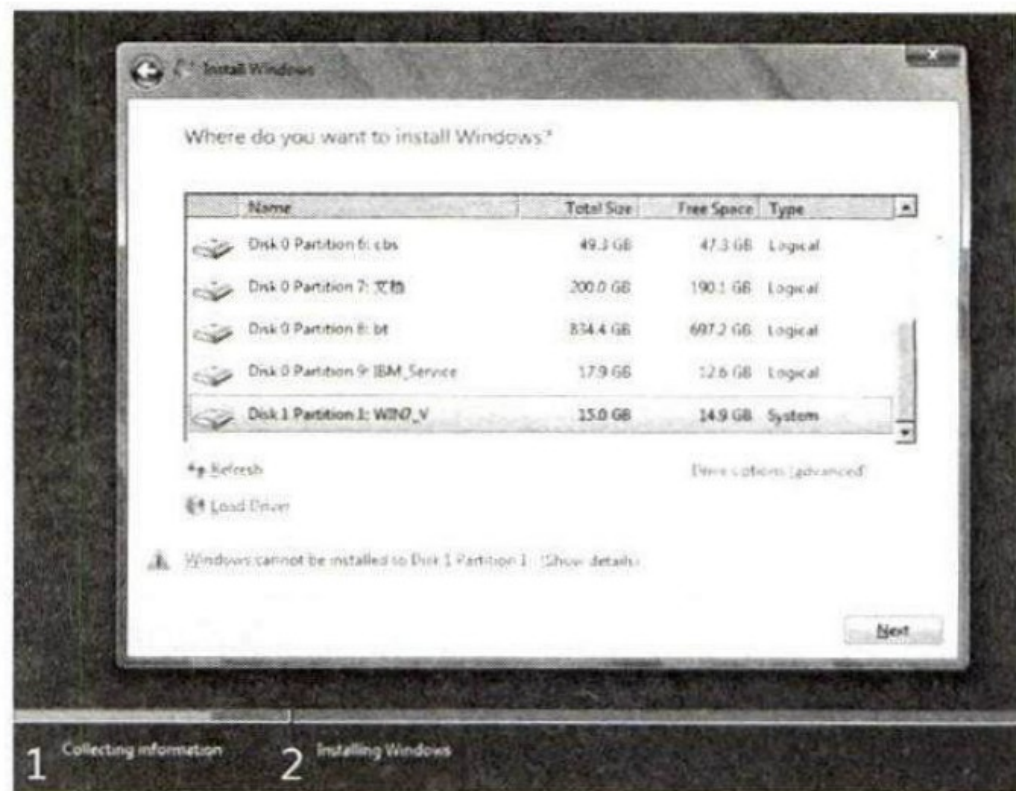 Install Windows
Where do you want to install Windows?
Name Total Size Free Space Type
Disk 0 Partition 6: cbs 49.3 GB 47.3 GB Logical
Disk 0 Partition 7: 文档 200.0 GB 190.1 GB Logical
Disk 0 Partition 8: bt 834.4 GB 697.2 GB Logical
Disk 0 Partition 9: IBM_Service 17.9 GB 12.6 GB Logical
Disk 1 Partition 1: WIN7_V 15.0 GB 14.9 GB System
Refresh Drive options (advanced)
Load Driver
Windows cannot be installed to Disk 1 Partition 1. (Show details)
Next
1 Collecting information 2 Installing Windows